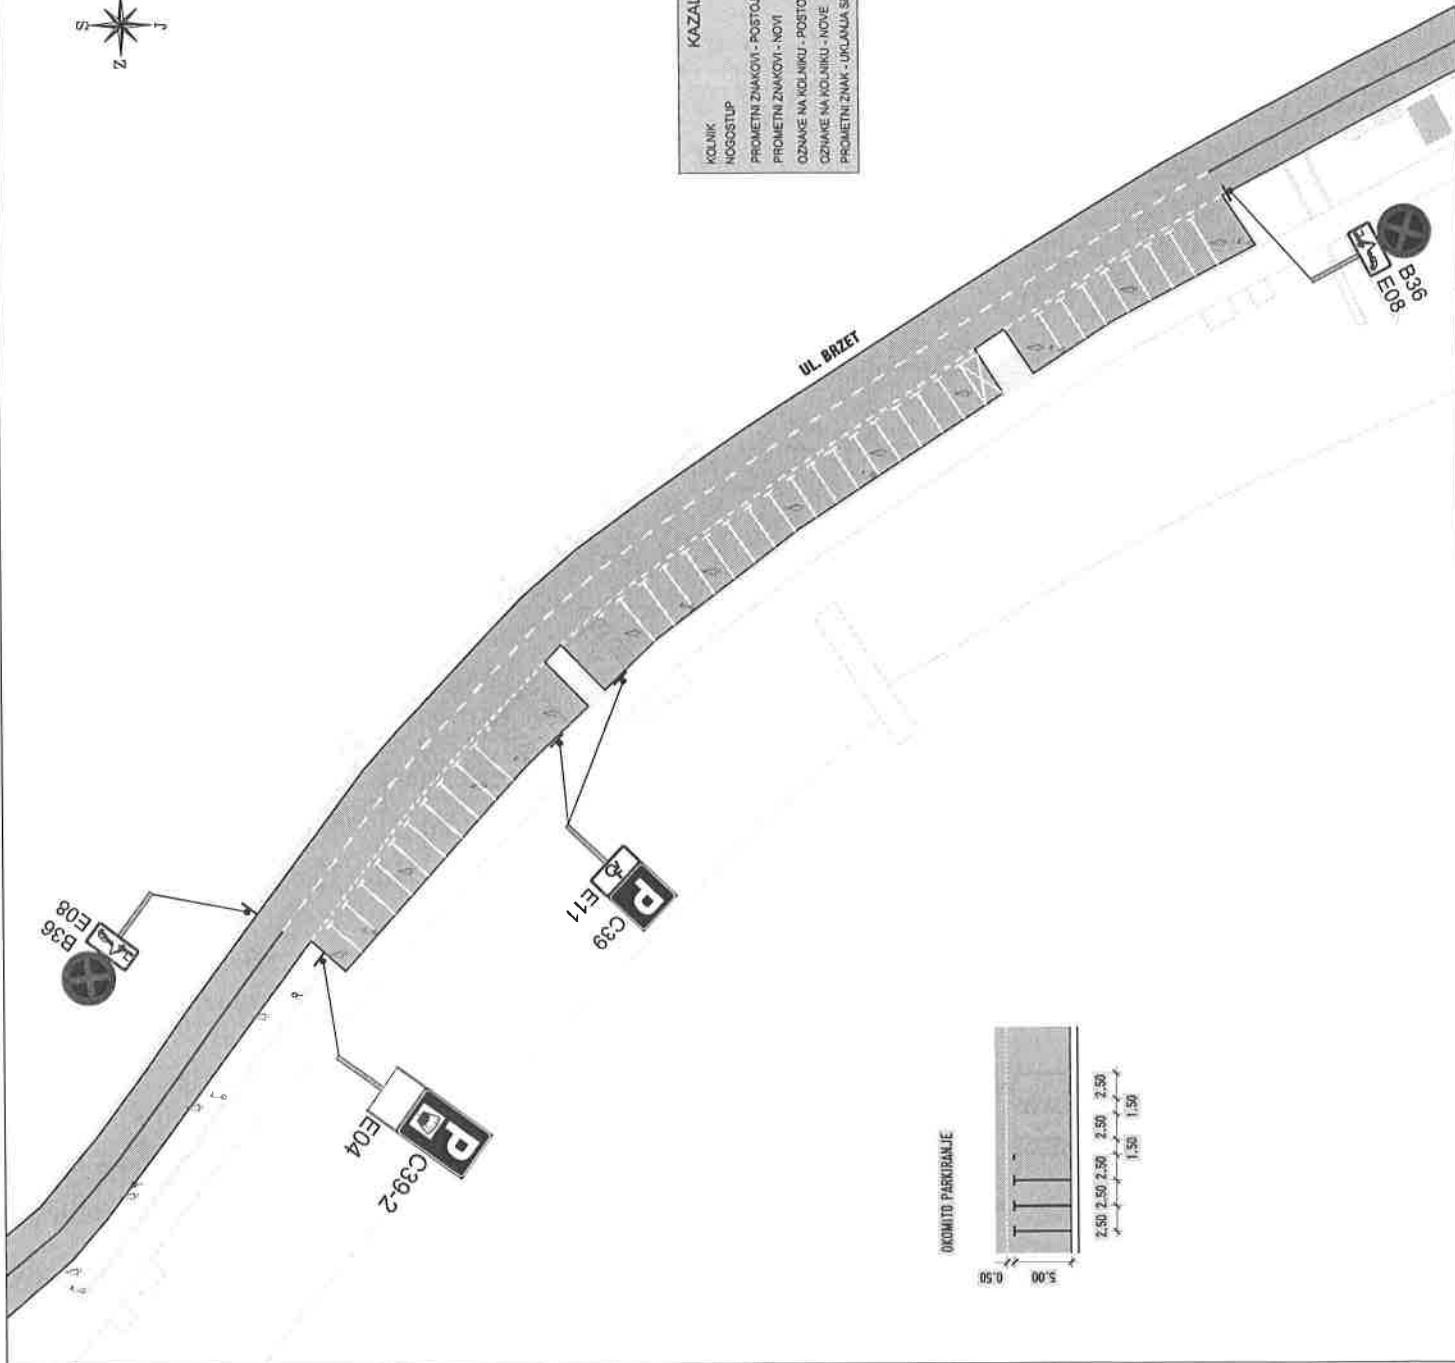 S
J
Z
KAZAL
KOLNIK
NOGOSTUP
PROMETNI ZNAKOVI - POSTOJ
PROMETNI ZNAKOVI - NOVI
OZNAKE NA KOLNIKU - POSTO
OZNAKE NA KOLNIKU - NOVE
PROMETNI ZNAK - UKLANJA SE
UL. BRZET
B36
E08
B36
E08
E11
C39
P
E04
C39-2
P
OKOMITO PARKIRANJE
0.50
5.00
2.50 2.50 2.50 2.50 2.50
1.50 1.50